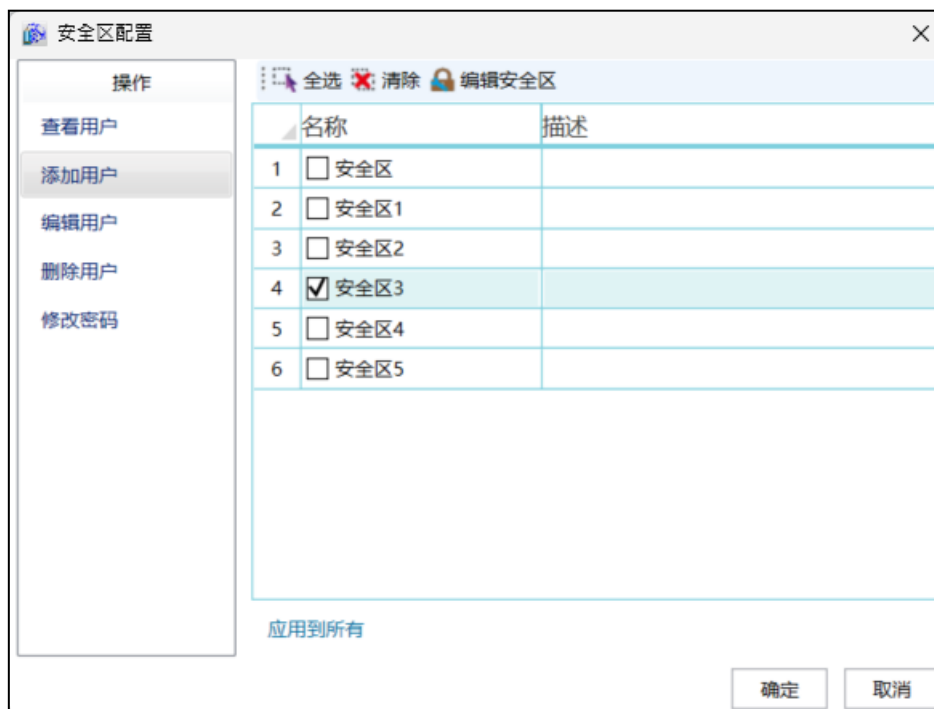 安全区配置
操作
查看用户
添加用户
编辑用户
删除用户
修改密码
全选 清除 编辑安全区
名称 描述
1 安全区
2 安全区1
3 安全区2
4 安全区3
5 安全区4
6 安全区5
应用到所有
确定 取消